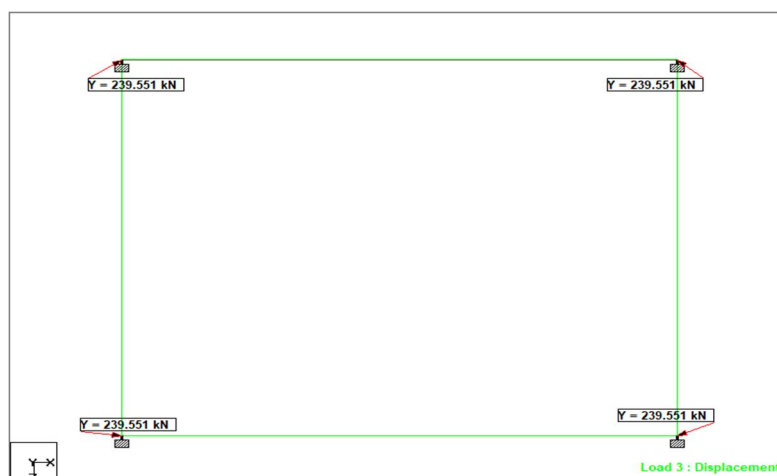 Y = 239.551 kN
Y = 239.551 kN
Y = 239.551 kN
Y = 239.551 kN
Y X
Load 3 : Displacement